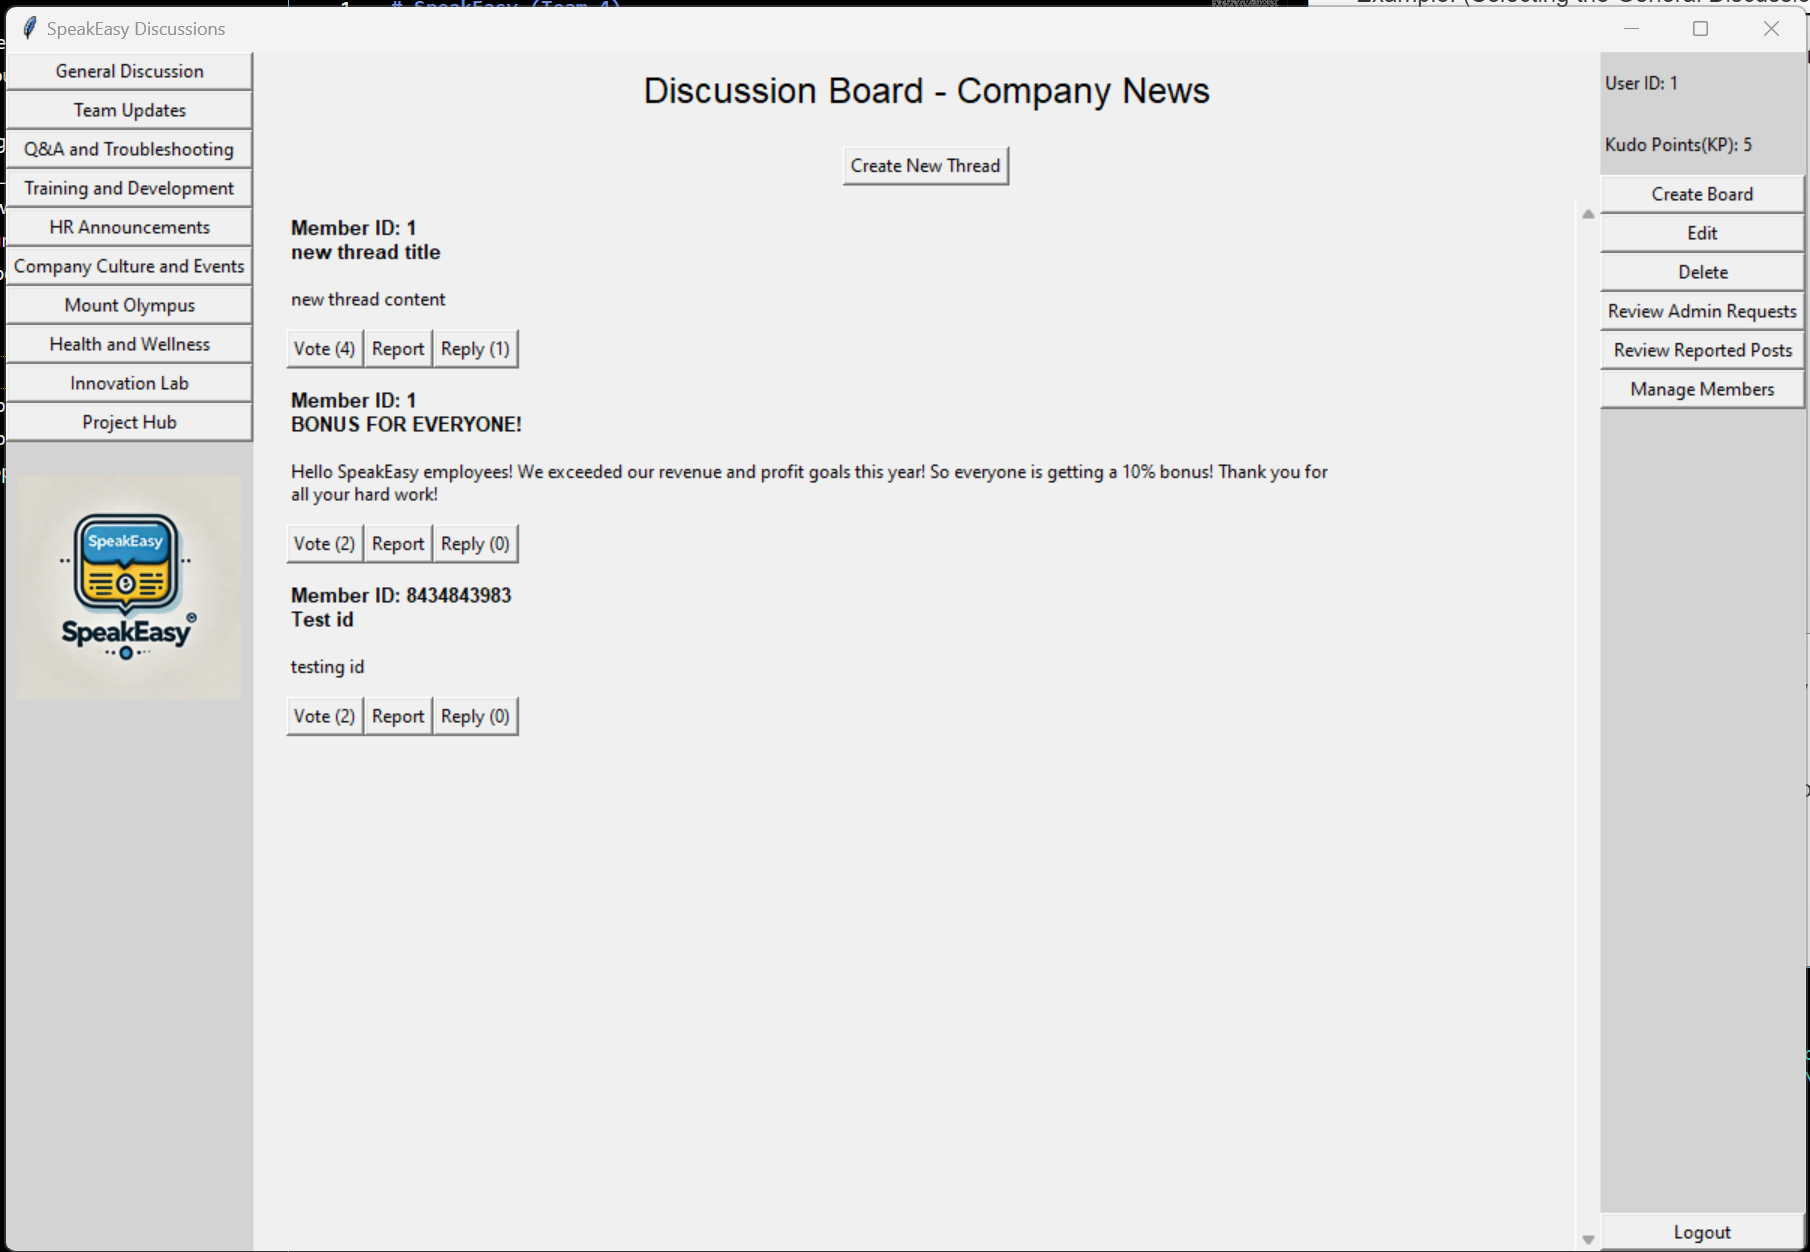 1 # SpeakEasy (Team 4)
SpeakEasy Discussions
General Discussion
Team Updates
Q&A and Troubleshooting
Training and Development
HR Announcements
Company Culture and Events
Mount Olympus
Health and Wellness
Innovation Lab
Project Hub
SpeakEasy
SpeakEasy
Discussion Board - Company News
Create New Thread
Member ID: 1
new thread title
new thread content
Vote (4) Report Reply (1)
Member ID: 1
BONUS FOR EVERYONE!
Hello SpeakEasy employees! We exceeded our revenue and profit goals this year! So everyone is getting a 10% bonus! Thank you for
all your hard work!
Vote (2) Report Reply (0)
Member ID: 8434843983
Test id
testing id
Vote (2) Report Reply (0)
User ID: 1
Kudo Points(KP): 5
Create Board
Edit
Delete
Review Admin Requests
Review Reported Posts
Manage Members
Logout